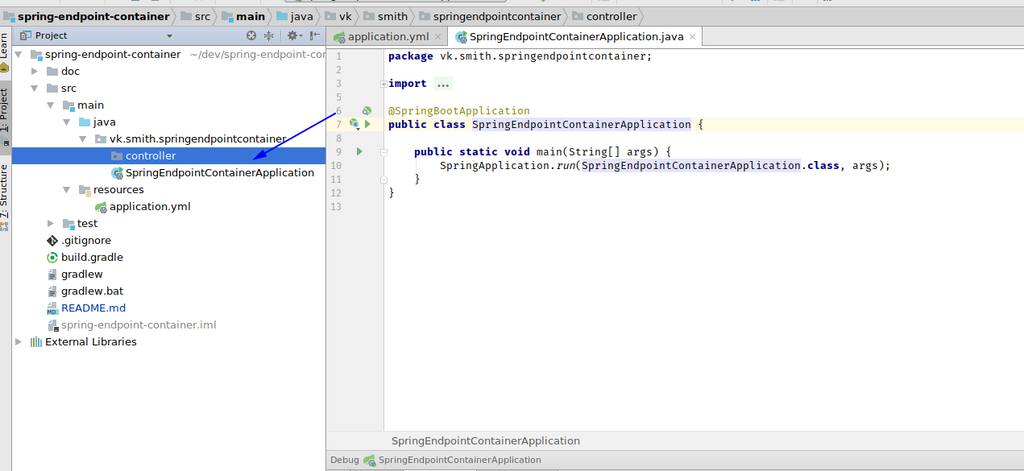 spring-endpoint-container src main java vk smith springendpointcontainer controller
Project
application.yml SpringEndpointContainerApplication.java
Learn
1: Project
7: Structure
spring-endpoint-container ~/dev/spring-endpoint-cor
doc
src
main
java
vk.smith.springendpointcontainer
controller
SpringEndpointContainerApplication
resources
application.yml
test
.gitignore
build.gradle
gradlew
gradlew.bat
README.md
spring-endpoint-container.iml
External Libraries
1 package vk.smith.springendpointcontainer;
2
3 import ...
5
6 @SpringBootApplication
7 public class SpringEndpointContainerApplication {
8
9 public static void main(String[] args) {
10 SpringApplication.run(SpringEndpointContainerApplication.class, args);
11 }
12 }
13
SpringEndpointContainerApplication
Debug SpringEndpointContainerApplication